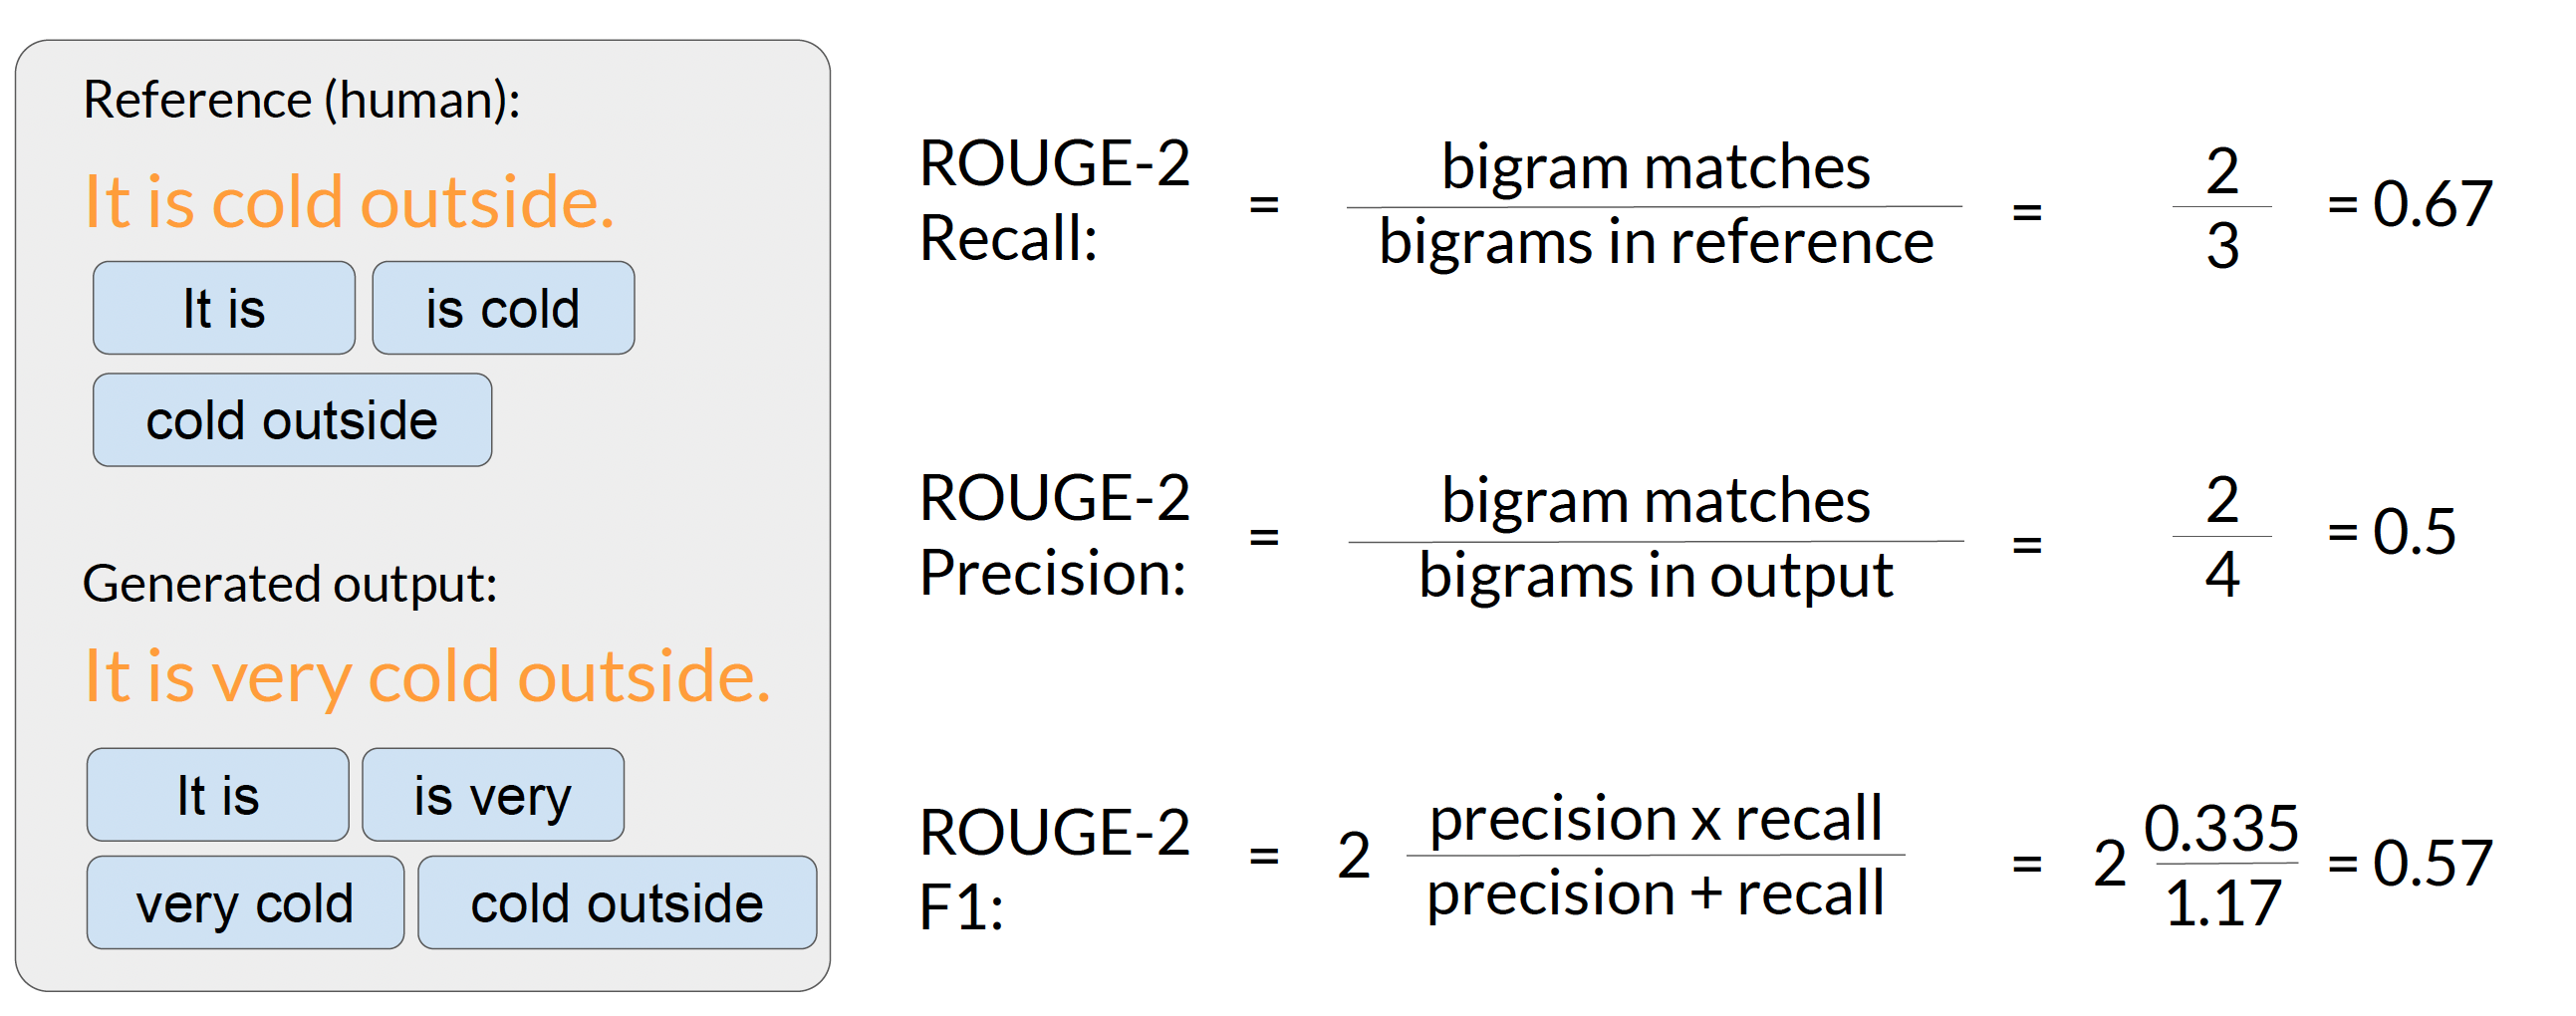 Reference (human):
It is cold outside.
It is
is cold
cold outside
Generated output:
It is very cold outside.
It is
is very
very cold
cold outside
ROUGE-2
Recall:
=
bigram matches
bigrams in reference
=
2
3
= 0.67
ROUGE-2
Precision:
=
bigram matches
bigrams in output
=
2
4
= 0.5
ROUGE-2
F1:
=
2
precision x recall
precision + recall
=
2
0.335
1.17
= 0.57